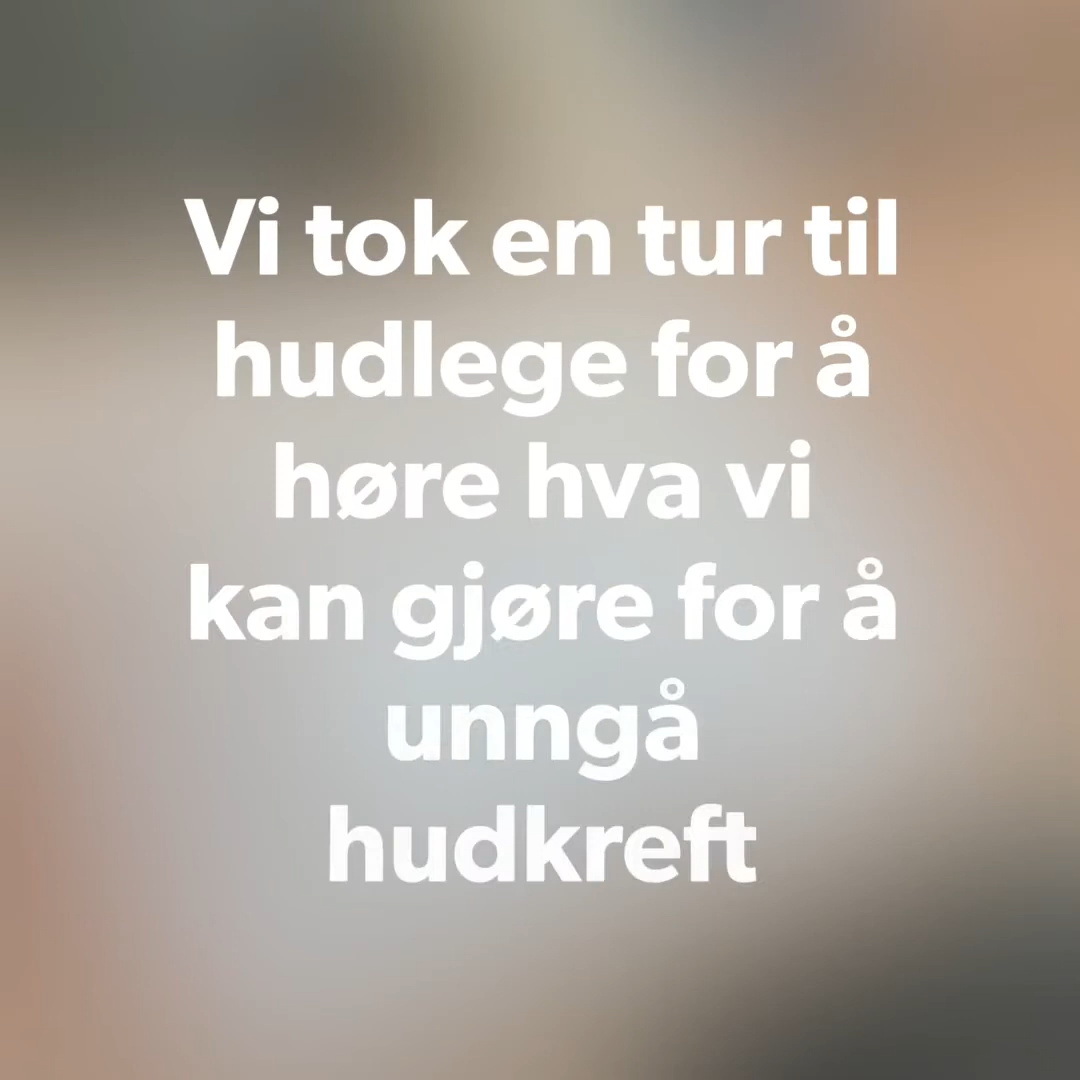 Vi tok en tur til
hudlege for å
høre hva vi
kan gjøre for å
unngå
hudkreft